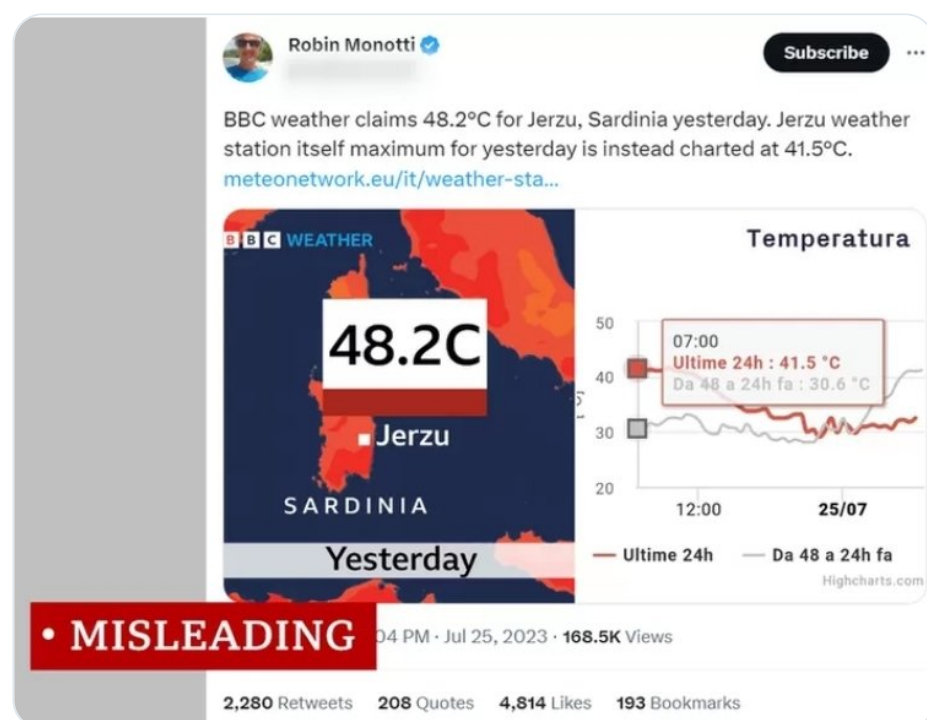 Robin Monotti
Subscribe
BBC weather claims 48.2°C for Jerzu, Sardinia yesterday. Jerzu weather
station itself maximum for yesterday is instead charted at 41.5°C.
meteonetwork.eu/it/weather-sta...
BBC WEATHER
48.2C
Jerzu
SARDINIA
Yesterday
Temperatura
50
40
30
20
07:00
Ultime 24h : 41.5 °C
Da 48 a 24h fa : 30.6 °C
12:00
25/07
Ultime 24h
Da 48 a 24h fa
Highcharts.com
• MISLEADING
04 PM · Jul 25, 2023 · 168.5K Views
2,280 Retweets 208 Quotes 4,814 Likes 193 Bookmarks